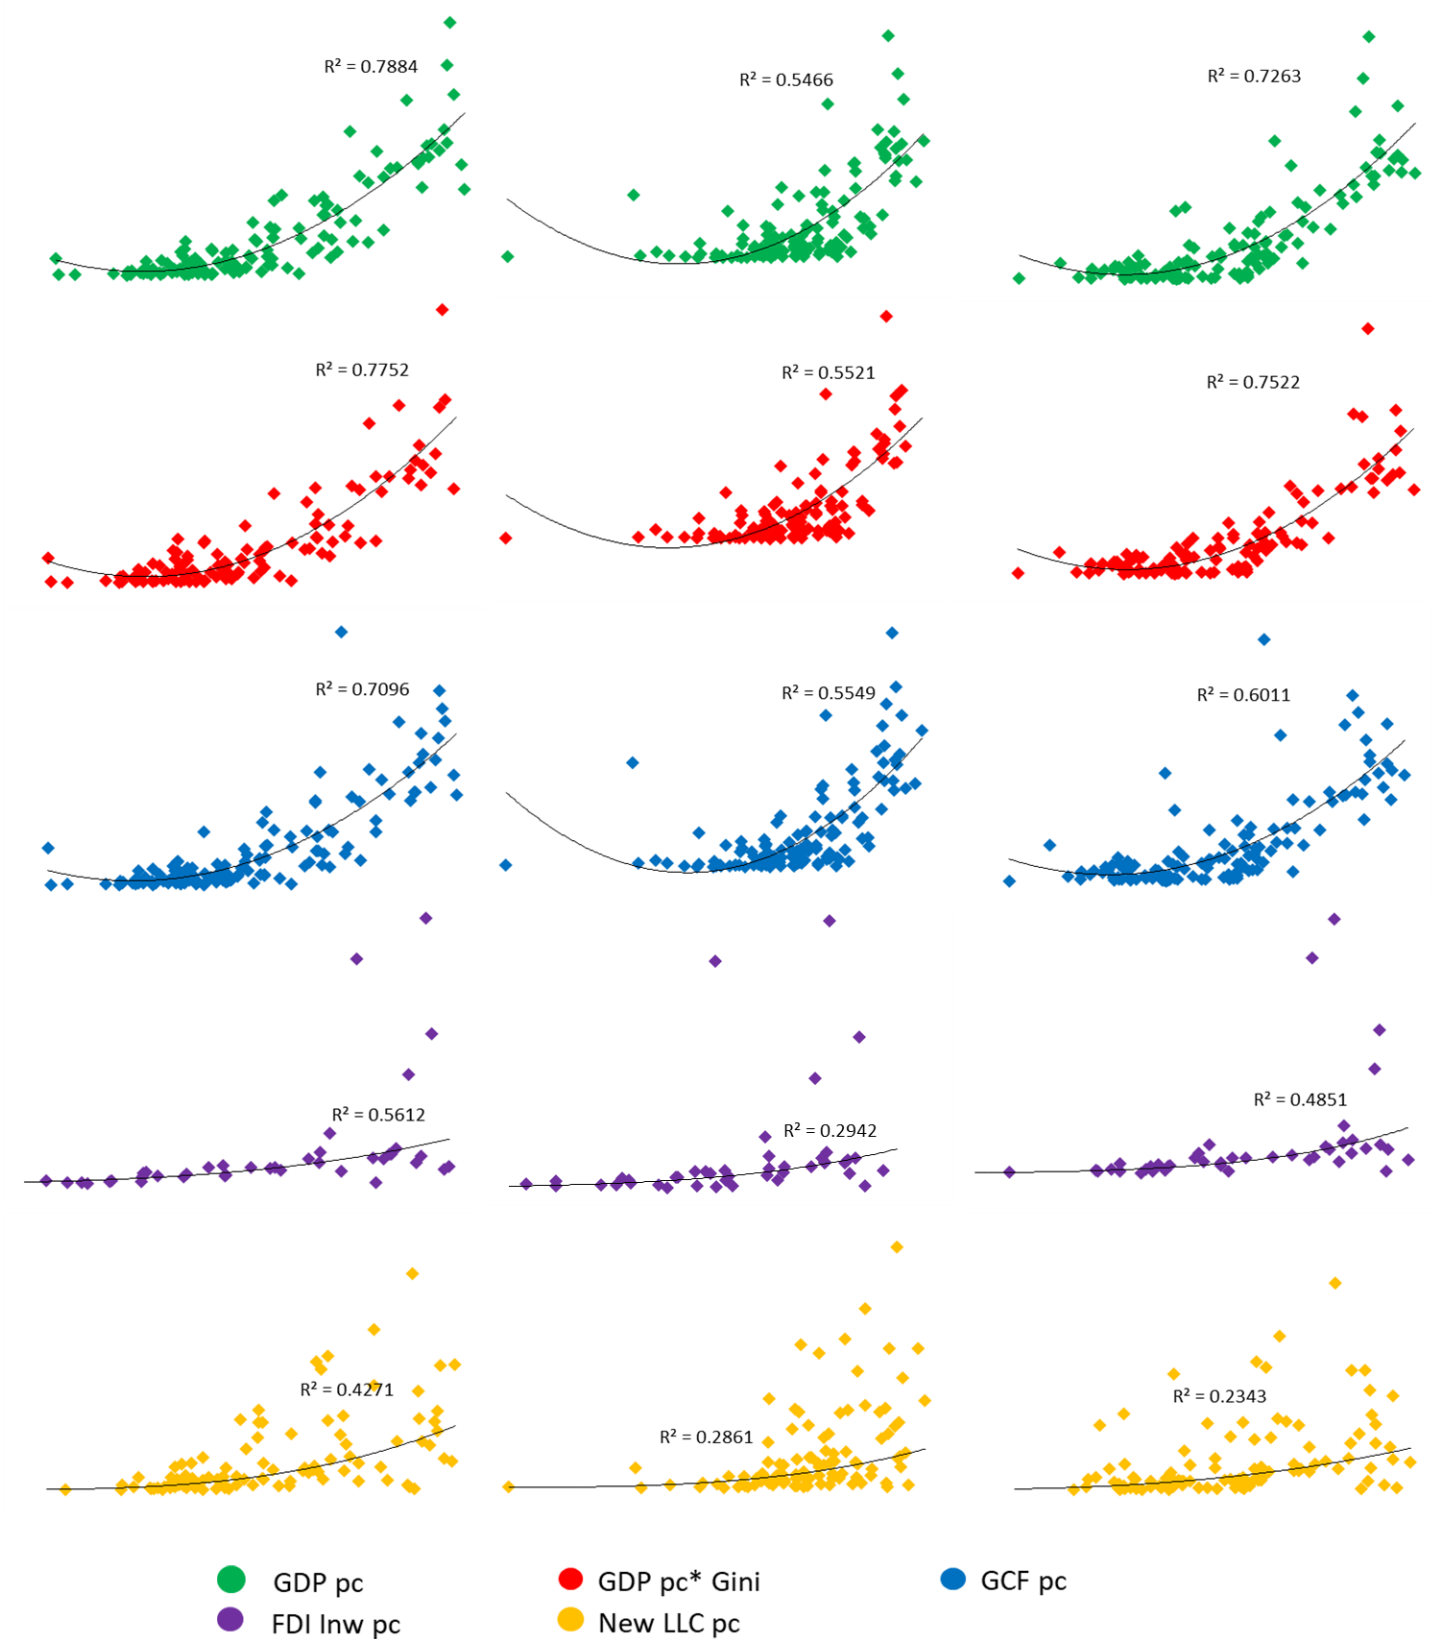 R² = 0.7884
R² = 0.5466
R² = 0.7263
R² = 0.7752
R² = 0.5521
R² = 0.7522
R² = 0.7096
R² = 0.5549
R² = 0.6011
R² = 0.5612
R² = 0.2942
R² = 0.4851
R² = 0.4271
R² = 0.2861
R² = 0.2343
GDP pc
GDP pc* Gini
GCF pc
FDI Inw pc
New LLC pc